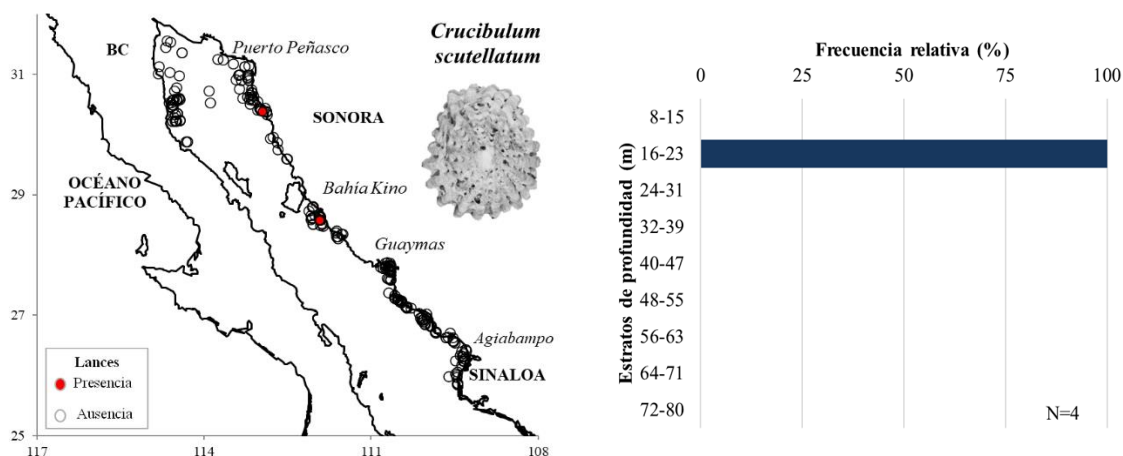 BC
Puerto Peñasco
Crucibulum
scutellatum
31
SONORA
OCÉANO
PACÍFICO
Bahía Kino
29
Guaymas
27
Agiabampo
SINALOA
Lances
Presencia
Ausencia
25
117
114
111
108
Frecuencia relativa (%)
0
25
50
75
100
Estratos de profundidad (m)
8-15
16-23
24-31
32-39
40-47
48-55
56-63
64-71
72-80
N=4